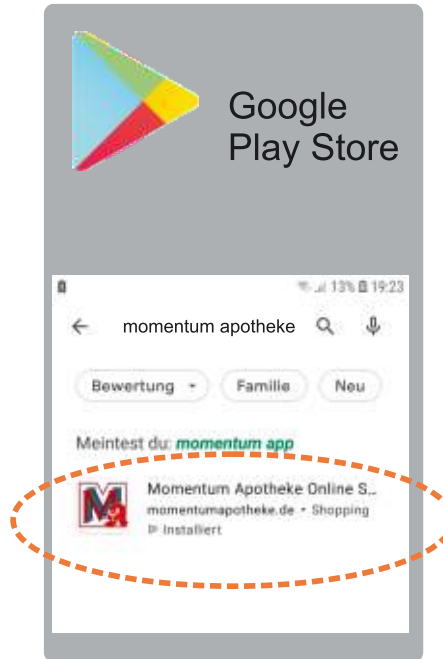 Google
Play Store
13% 19:23
momentum apotheke
Bewertung Familie Neu
Meintest du: momentum app
Momentum Apotheke Online S...
momentumapotheke.de • Shopping
Installiert